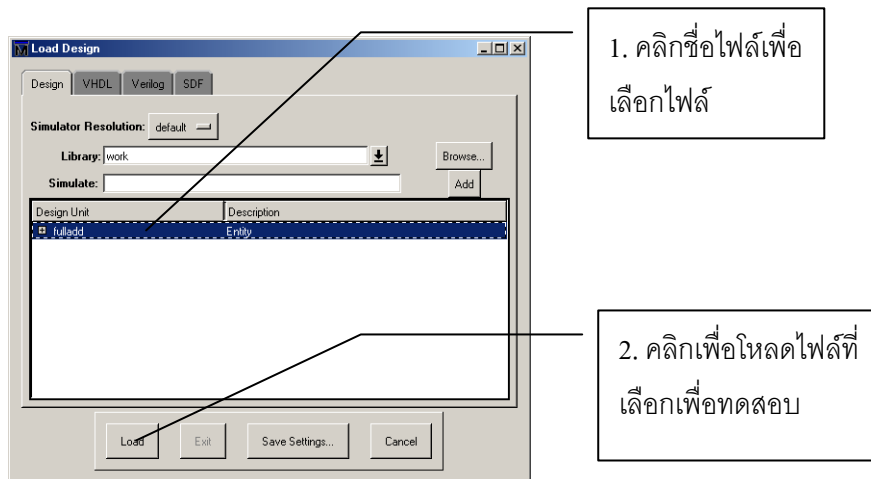 Load Design
1. คลิกชื่อไฟล์เพื่อ
เลือกไฟล์
Design VHDL Verilog SDF
Simulator Resolution: default
Library: work Browse...
Simulate: Add
Design Unit Description
fulladd Entity
2. คลิกเพื่อโหลดไฟล์ที่
เลือกเพื่อทดสอบ
Load Exit Save Settings... Cancel